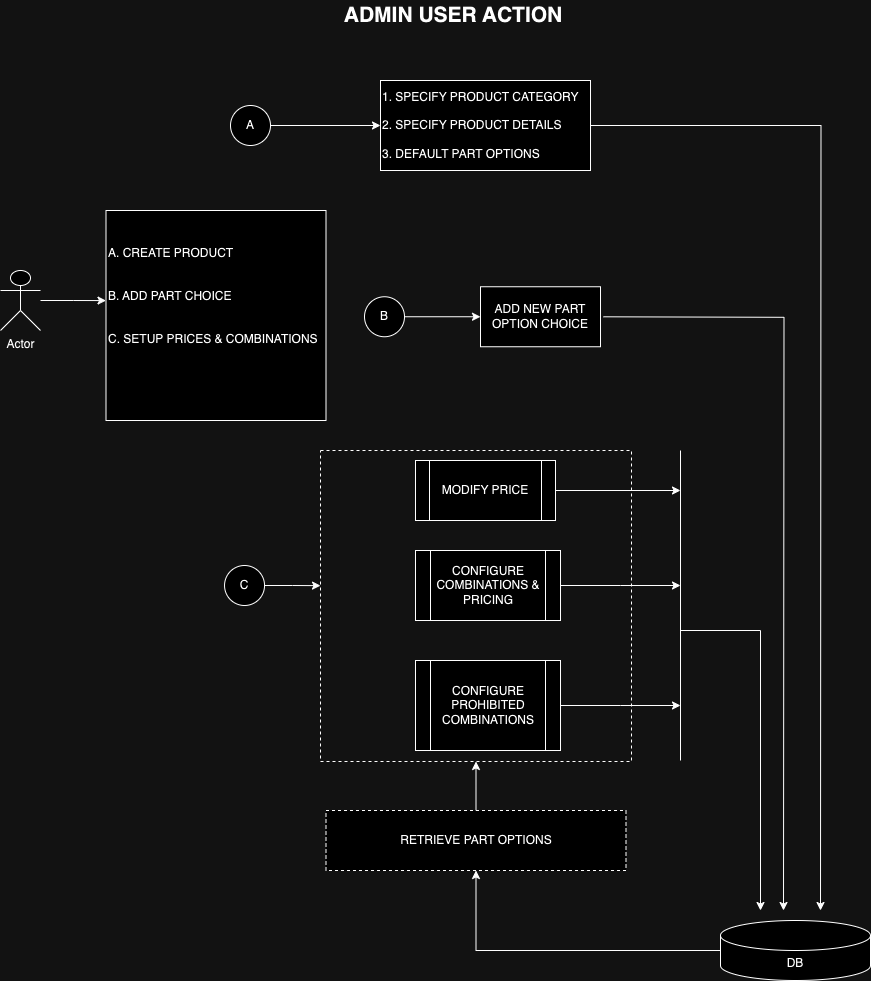 ADMIN USER ACTION
A
1. SPECIFY PRODUCT CATEGORY
2. SPECIFY PRODUCT DETAILS
3. DEFAULT PART OPTIONS
A. CREATE PRODUCT
B. ADD PART CHOICE
C. SETUP PRICES & COMBINATIONS
Actor
B
ADD NEW PART
OPTION CHOICE
MODIFY PRICE
C
CONFIGURE
COMBINATIONS &
PRICING
CONFIGURE
PROHIBITED
COMBINATIONS
RETRIEVE PART OPTIONS
DB